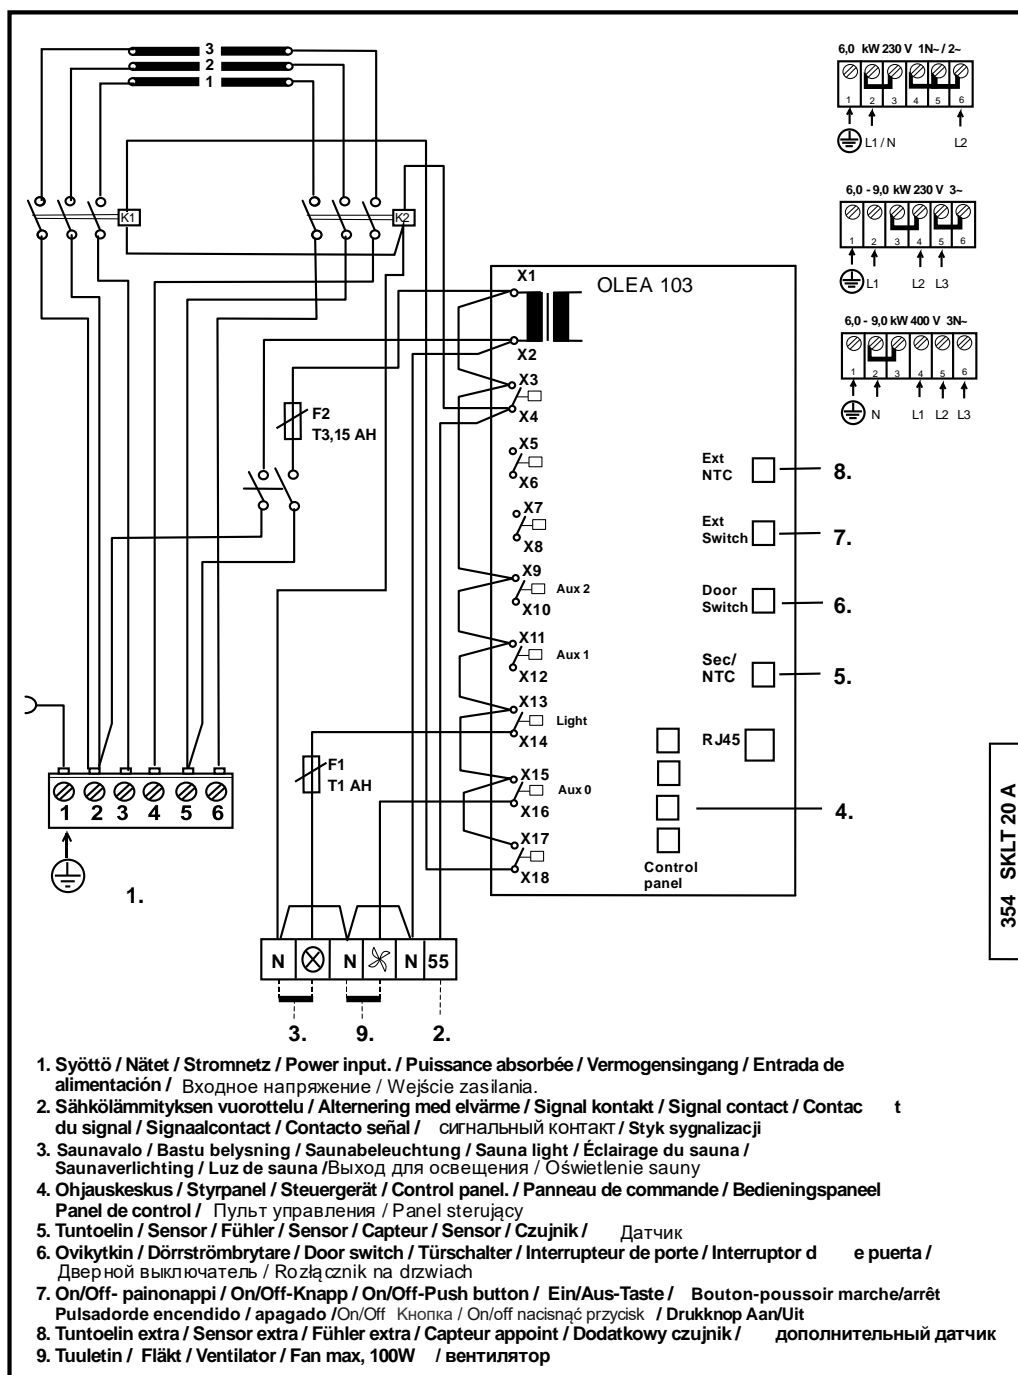 3
2
1
K1
K2
6,0 kW 230 V 1N~ / 2~
1 2 3 4 5 6
L1 / N L2
6,0 - 9,0 kW 230 V 3~
1 2 3 4 5 6
L1 L2 L3
6,0 - 9,0 kW 400 V 3N~
1 2 3 4 5 6
N L1 L2 L3
OLEA 103
X1
X2
X3
X4
X5
X6
X7
X8
X9
Aux 2
X10
X11
Aux 1
X12
X13
Light
X14
X15
Aux 0
X16
X17
X18
F2
T3,15 AH
F1
T1 AH
Ext
NTC
8.
Ext
Switch
7.
Door
Switch
6.
Sec/
NTC
5.
RJ45
4.
Control
panel
354 SKLT 20 A
1 2 3 4 5 6
1.
N N N 55
3. 9. 2.
1. Syöttö / Nätet / Stromnetz / Power input. / Puissance absorbée / Vermogensingang / Entrada de
alimentación / Входное напряжение / Wejście zasilania.
2. Sähkölämmityksen vuorottelu / Alternering med elvärme / Signal kontakt / Signal contact / Contac t
du signal / Signaalcontact / Contacto señal / сигнальный контакт / Styk sygnalizacji
3. Saunavalo / Bastu belysning / Saunabeleuchtung / Sauna light / Éclairage du sauna /
Saunaverlichting / Luz de sauna /Выход для освещения / Oświetlenie sauny
4. Ohjauskeskus / Styrpanel / Steuergerät / Control panel. / Panneau de commande / Bedieningspaneel
Panel de control / Пульт управления / Panel sterujący
5. Tuntoelin / Sensor / Fühler / Sensor / Capteur / Sensor / Czujnik / Датчик
6. Ovikytkin / Dörrströmbrytare / Door switch / Türschalter / Interrupteur de porte / Interruptor d e puerta /
Дверной выключатель / Rozłącznik na drzwiach
7. On/Off- painonappi / On/Off-Knapp / On/Off-Push button / Ein/Aus-Taste / Bouton-poussoir marche/arrêt
Pulsadorde encendido / apagado /On/Off Кнопка / On/off nacisnąć przycisk / Drukknop Aan/Uit
8. Tuntoelin extra / Sensor extra / Fühler extra / Capteur appoint / Dodatkowy czujnik / дополнительный датчик
9. Tuuletin / Fläkt / Ventilator / Fan max, 100W / вентилятор